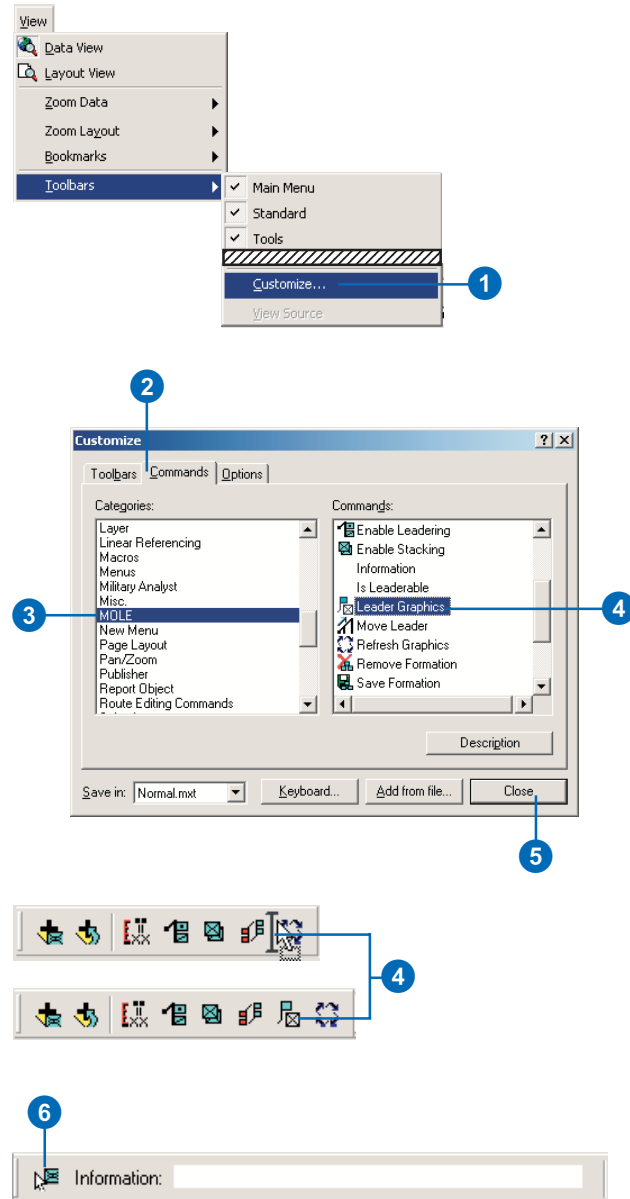 View
Data View
Layout View
Zoom Data
Zoom Layout
Bookmarks
Toolbars
Main Menu
Standard
Tools
Customize...
View Source
1
2
Customize
Toolbars Commands Options
Categories:
Layer
Linear Referencing
Macros
Menus
Military Analyst
Misc.
MOLE
New Menu
Page Layout
Pan/Zoom
Publisher
Report Object
Route Editing Commands
Commands:
Enable Leadering
Enable Stacking
Information
Is Leaderable
Leader Graphics
Move Leader
Refresh Graphics
Remove Formation
Save Formation
3
4
Description
Save in: Normal.mxt Keyboard... Add from file... Close
5
4
6
Information: